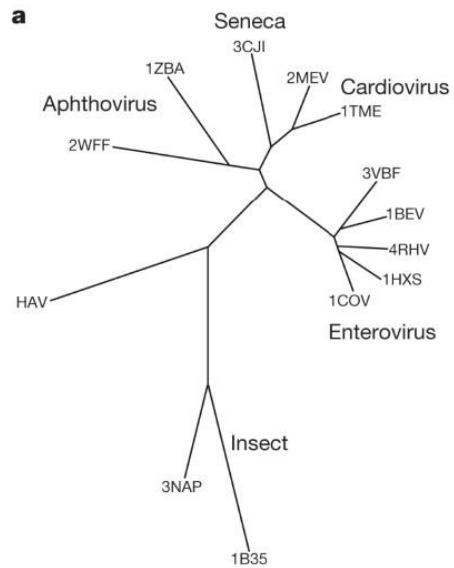 a
Seneca
3CJI
1ZBA
2MEV
Cardiovirus
Aphthovirus
1TME
2WFF
3VBF
1BEV
4RHV
1HXS
HAV
1COV
Enterovirus
Insect
3NAP
1B35